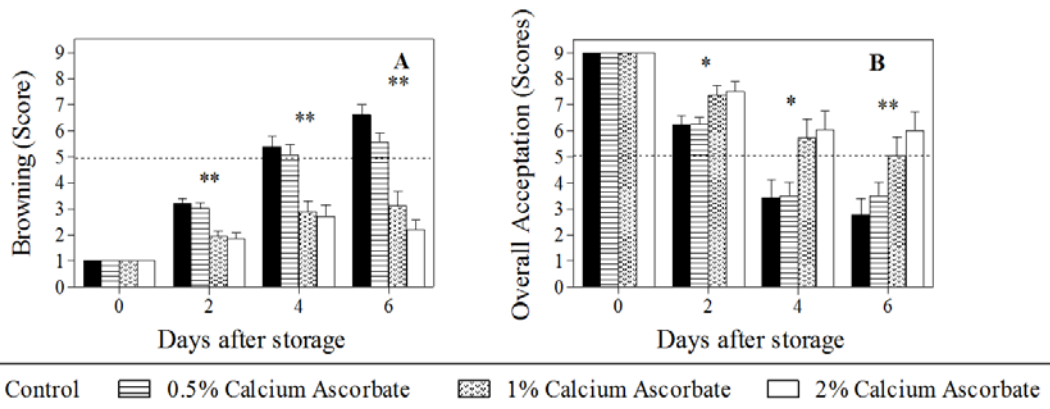 A
**
**
**
Browning (Score)
9
8
7
6
5
4
3
2
1
0
0 2 4 6
Days after storage
B
*
*
**
Overall Acceptation (Scores)
9
8
7
6
5
4
3
2
1
0
0 2 4 6
Days after storage
Control 0.5% Calcium Ascorbate 1% Calcium Ascorbate 2% Calcium Ascorbate